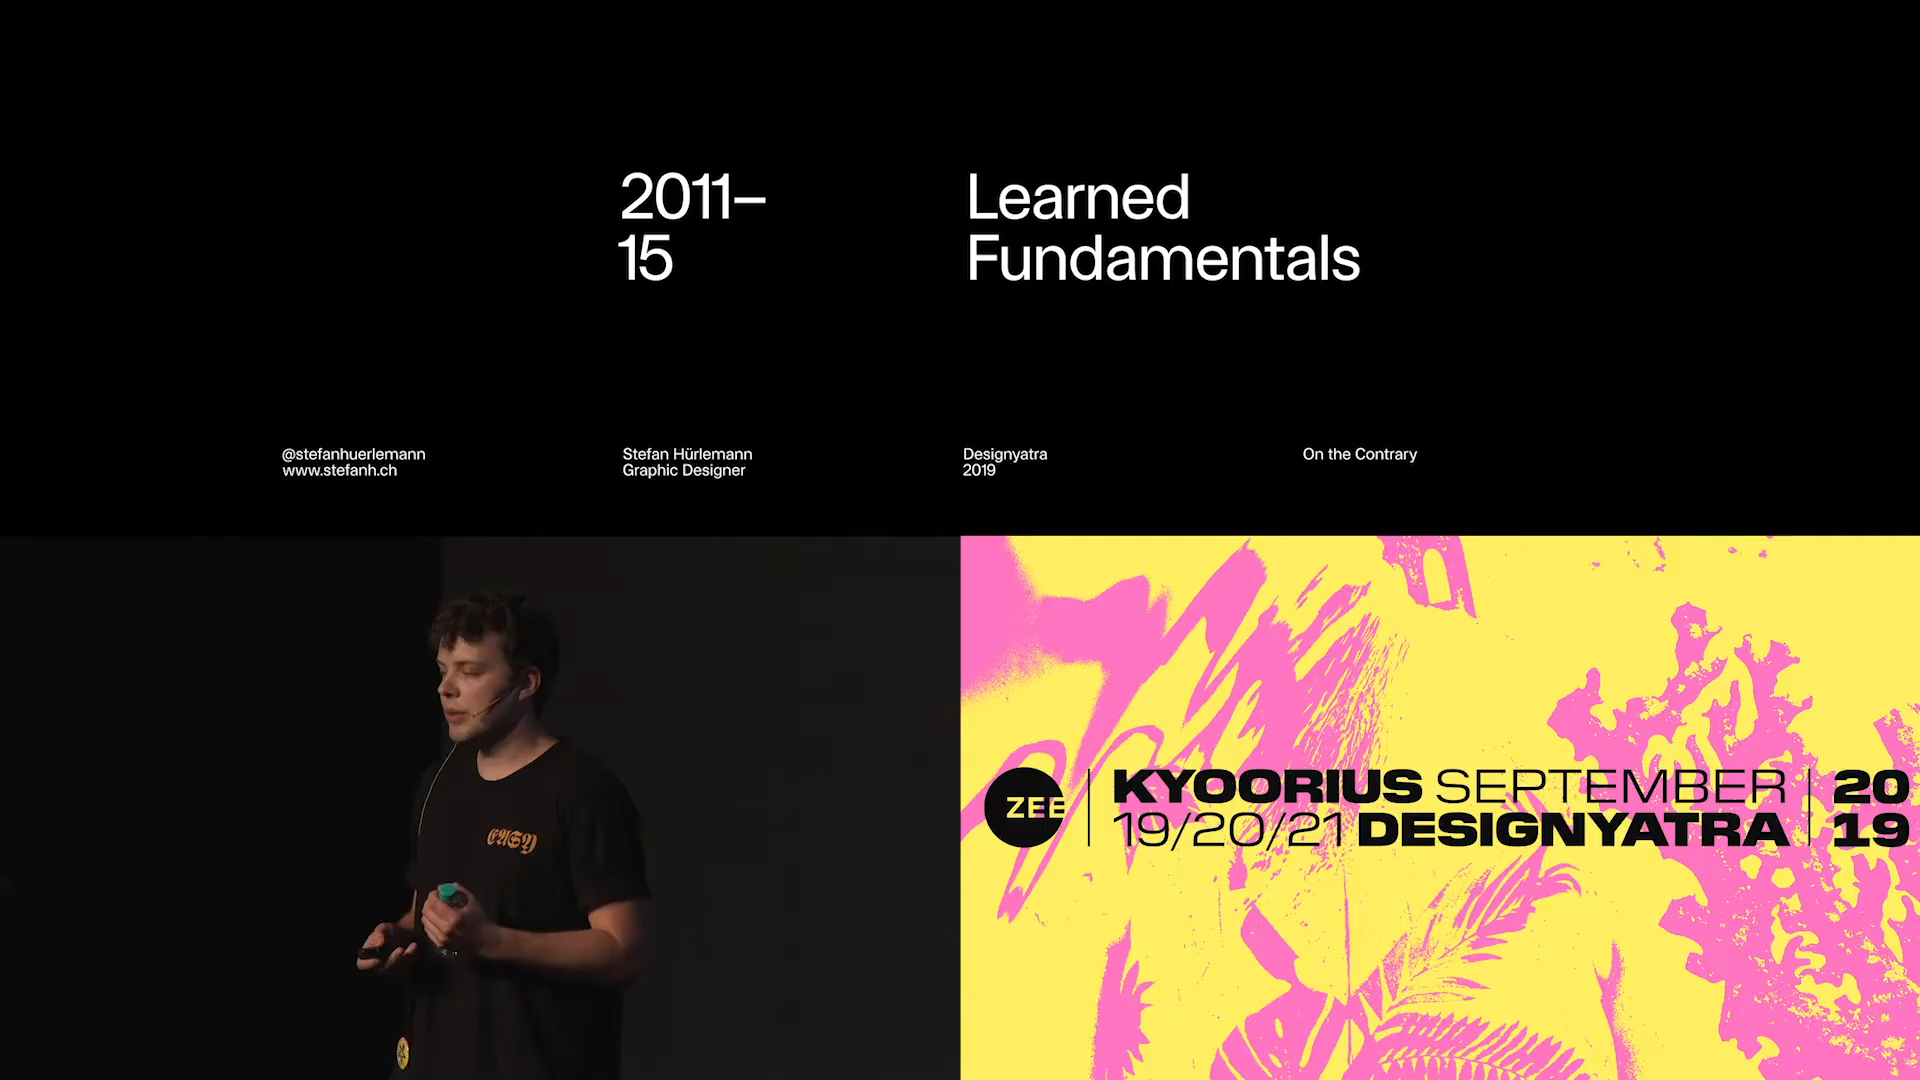 2011–
15
Learned
Fundamentals
@stefanhuerlemann
www.stefanh.ch
Stefan Hürlemann
Graphic Designer
Designyatra
2019
On the Contrary
EASY
ZEE
KYOORIUS SEPTEMBER
19/20/21 DESIGNYATRA
20
19